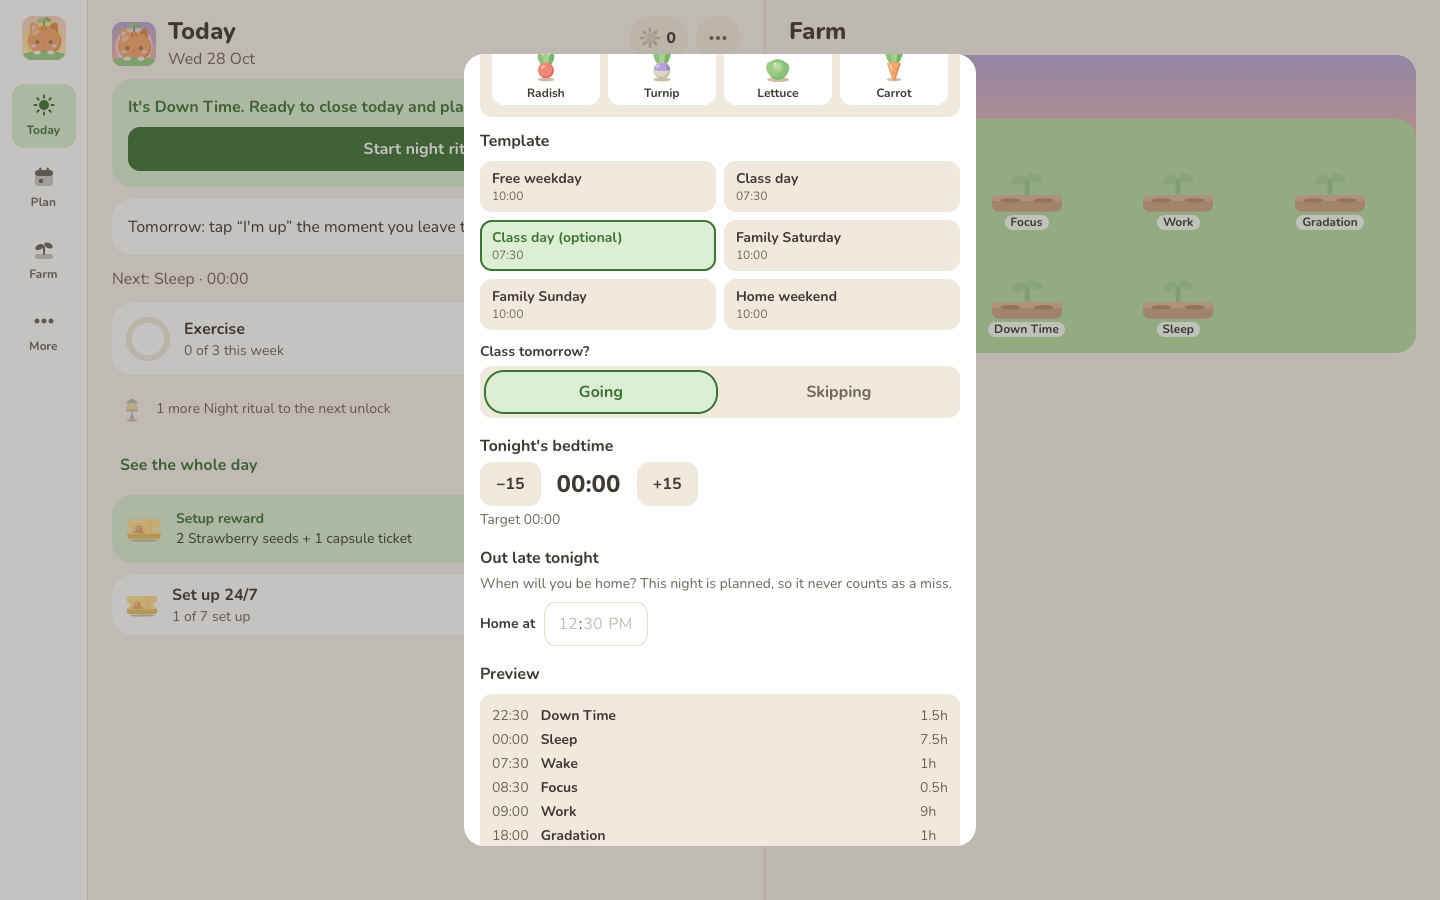 Today
Plan
Farm
More
Today
Wed 28 Oct
0
It's Down Time. Ready to close today and pla
Start night rit
Tomorrow: tap “I'm up” the moment you leave t
Next: Sleep · 00:00
Exercise
0 of 3 this week
1 more Night ritual to the next unlock
See the whole day
Setup reward
2 Strawberry seeds + 1 capsule ticket
Set up 24/7
1 of 7 set up
Radish
Turnip
Lettuce
Carrot
Template
Free weekday
10:00
Class day
07:30
Class day (optional)
07:30
Family Saturday
10:00
Family Sunday
10:00
Home weekend
10:00
Class tomorrow?
Going
Skipping
Tonight's bedtime
−15
00:00
+15
Target 00:00
Out late tonight
When will you be home? This night is planned, so it never counts as a miss.
Home at
12:30 PM
Preview
22:30 Down Time 1.5h
00:00 Sleep 7.5h
07:30 Wake 1h
08:30 Focus 0.5h
09:00 Work 9h
18:00 Gradation 1h
Farm
Focus
Work
Gradation
Down Time
Sleep